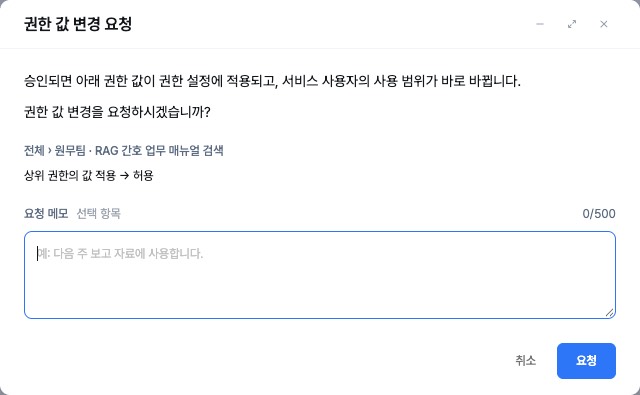 권한 값 변경 요청
승인되면 아래 권한 값이 권한 설정에 적용되고, 서비스 사용자의 사용 범위가 바로 바뀝니다.
권한 값 변경을 요청하시겠습니까?
전체 › 원무팀 · RAG 간호 업무 매뉴얼 검색
상위 권한의 값 적용 → 허용
요청 메모 선택 항목 0/500
예: 다음 주 보고 자료에 사용합니다.
취소 요청